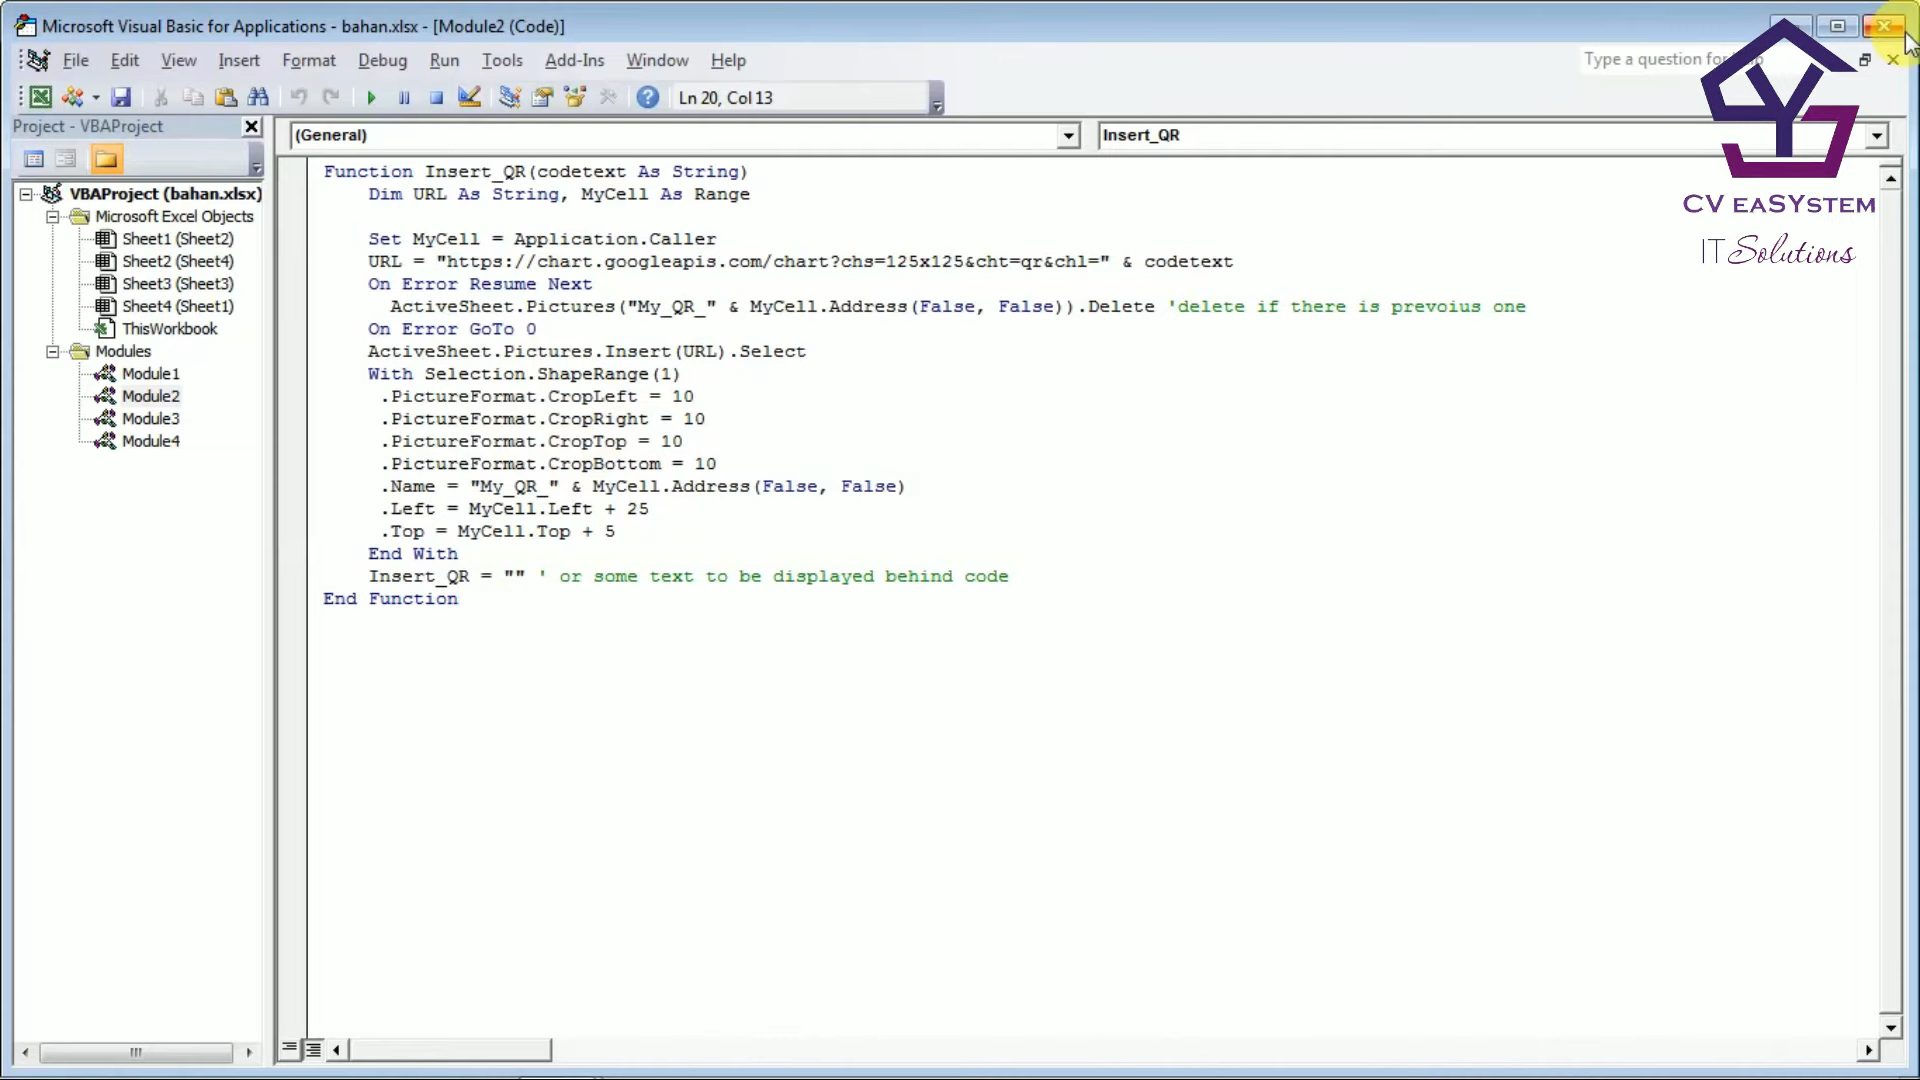 Microsoft Visual Basic for Applications - bahan.xlsx - [Module2 (Code)]
File Edit View Insert Format Debug Run Tools Add-Ins Window Help
Type a question for
Ln 20, Col 13
Project - VBAProject
(General)
Insert_QR
VBAProject (bahan.xlsx)
Microsoft Excel Objects
Sheet1 (Sheet2)
Sheet2 (Sheet4)
Sheet3 (Sheet3)
Sheet4 (Sheet1)
ThisWorkbook
Modules
Module1
Module2
Module3
Module4
Function Insert_QR(codetext As String)
Dim URL As String, MyCell As Range
Set MyCell = Application.Caller
URL = "https://chart.googleapis.com/chart?chs=125x125&cht=qr&chl=" & codetext
On Error Resume Next
ActiveSheet.Pictures("My_QR_" & MyCell.Address(False, False)).Delete 'delete if there is prevoius one
On Error GoTo 0
ActiveSheet.Pictures.Insert(URL).Select
With Selection.ShapeRange(1)
.PictureFormat.CropLeft = 10
.PictureFormat.CropRight = 10
.PictureFormat.CropTop = 10
.PictureFormat.CropBottom = 10
.Name = "My_QR_" & MyCell.Address(False, False)
.Left = MyCell.Left + 25
.Top = MyCell.Top + 5
End With
Insert_QR = "" ' or some text to be displayed behind code
End Function
CV eaSYstem
IT Solutions